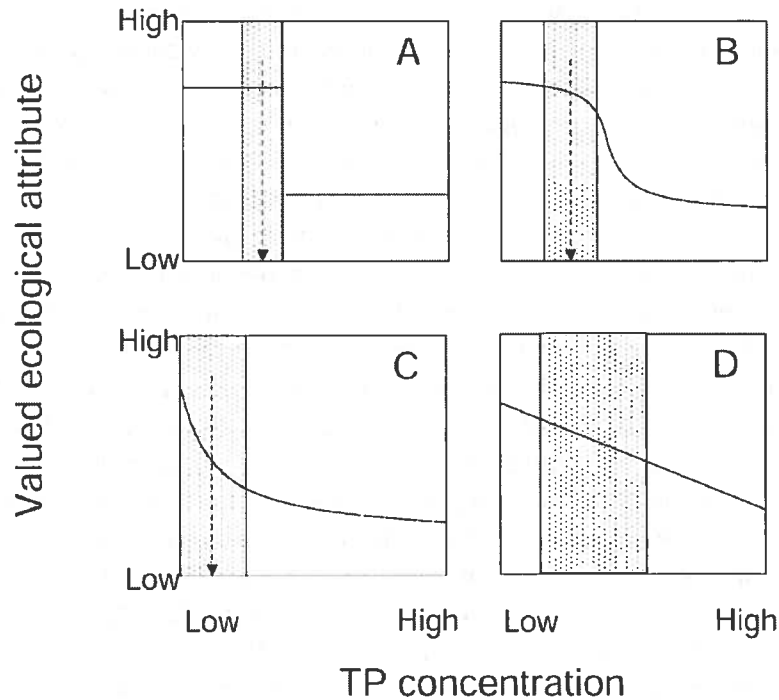 Valued ecological attribute
High
A
B
Low
High
C
D
Low
Low
High
Low
High
TP concentration